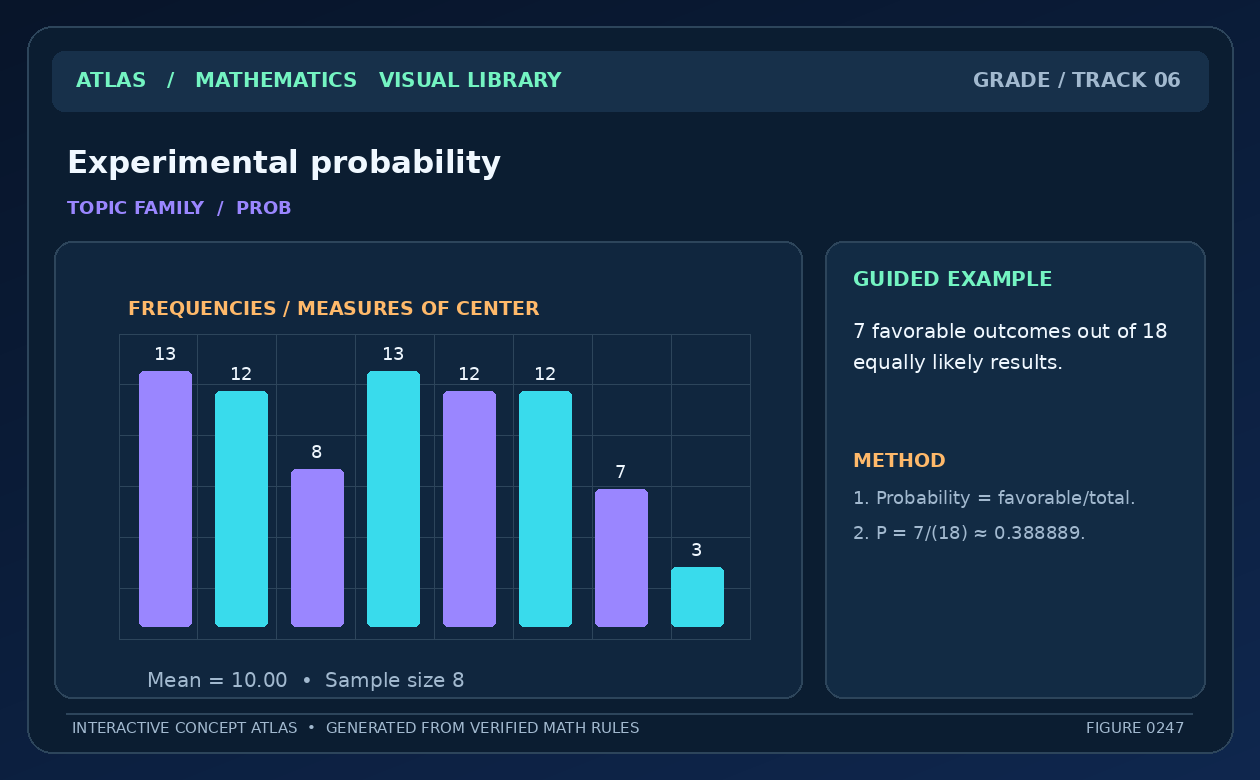 ATLAS / MATHEMATICS VISUAL LIBRARY
GRADE / TRACK 06
Experimental probability
TOPIC FAMILY / PROB
FREQUENCIES / MEASURES OF CENTER
13
12
8
13
12
12
7
3
Mean = 10.00 • Sample size 8
GUIDED EXAMPLE
7 favorable outcomes out of 18
equally likely results.
METHOD
1. Probability = favorable/total.
2. P = 7/(18) ≈ 0.388889.
INTERACTIVE CONCEPT ATLAS • GENERATED FROM VERIFIED MATH RULES
FIGURE 0247